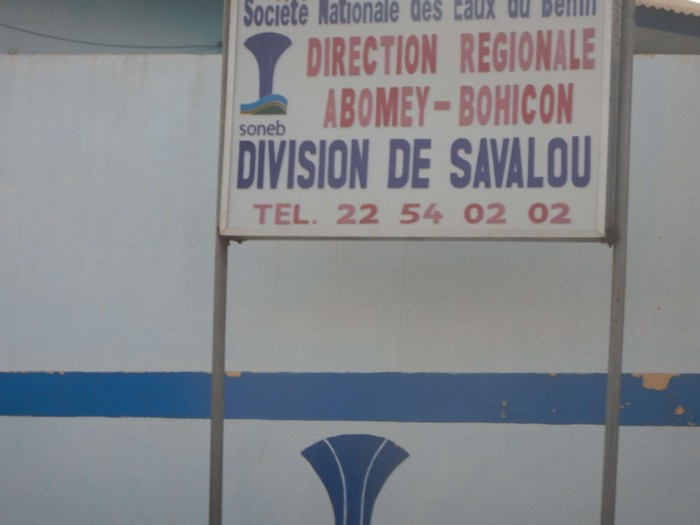 Société Nationale des Eaux du Bénin
DIRECTION REGIONALE
ABOMEY-BOHICON
soneb
DIVISION DE SAVALOU
TEL. 22 54 02 02